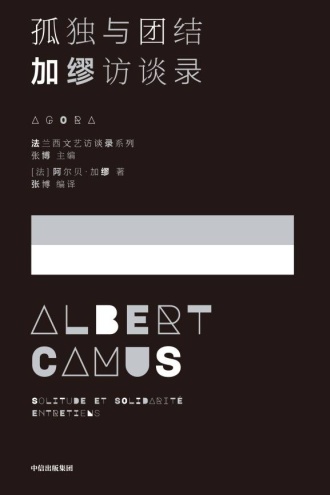 孤独与团结
加缪访谈录
AGORA
法兰西文艺访谈录系列
张博 主编
[法] 阿尔贝·加缪 著
张博 编译
ALBERT
CAMUS
SOLITUDE ET SOLIDARITÉ
ENTRETIENS
中信出版集团